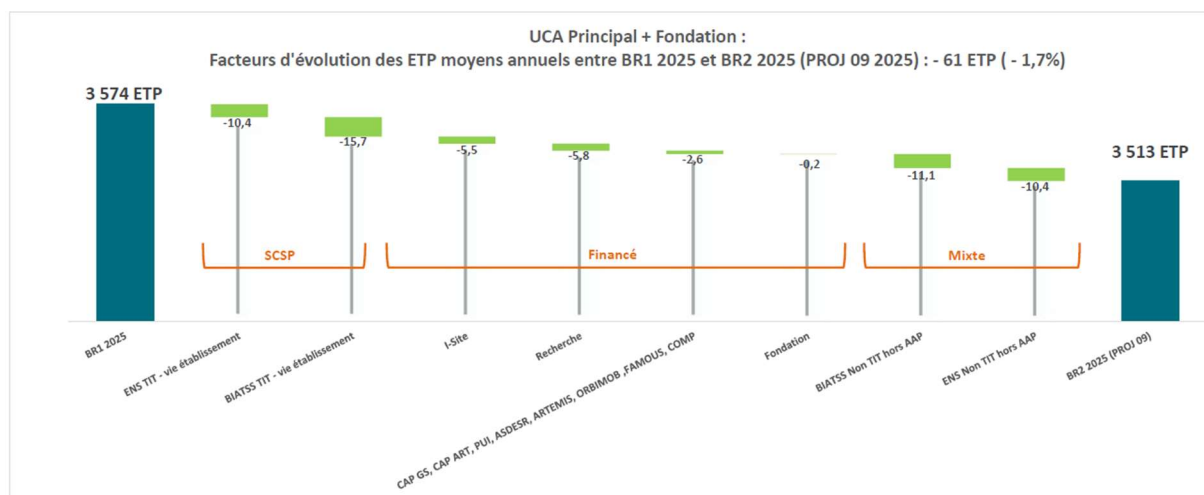 UCA Principal + Fondation :
Facteurs d'évolution des ETP moyens annuels entre BR1 2025 et BR2 2025 (PROJ 09 2025) : - 61 ETP ( - 1,7%)
3 574 ETP
-10,4
-15,7
-5,5
-5,8
-2,6
-0,2
-11,1
-10,4
3 513 ETP
SCSP
Financé
Mixte
BR1 2025
ENS TIT - vie établissement
BIATSS TIT - vie établissement
I-Site
Recherche
CAP GS, CAP ART, PUI, ASDESR, ARTEMIS, ORBIMOB ,FAMOUS, COMP
Fondation
BIATSS Non TIT hors AAP
ENS Non TIT hors AAP
BR2 2025 (PROJ 09)